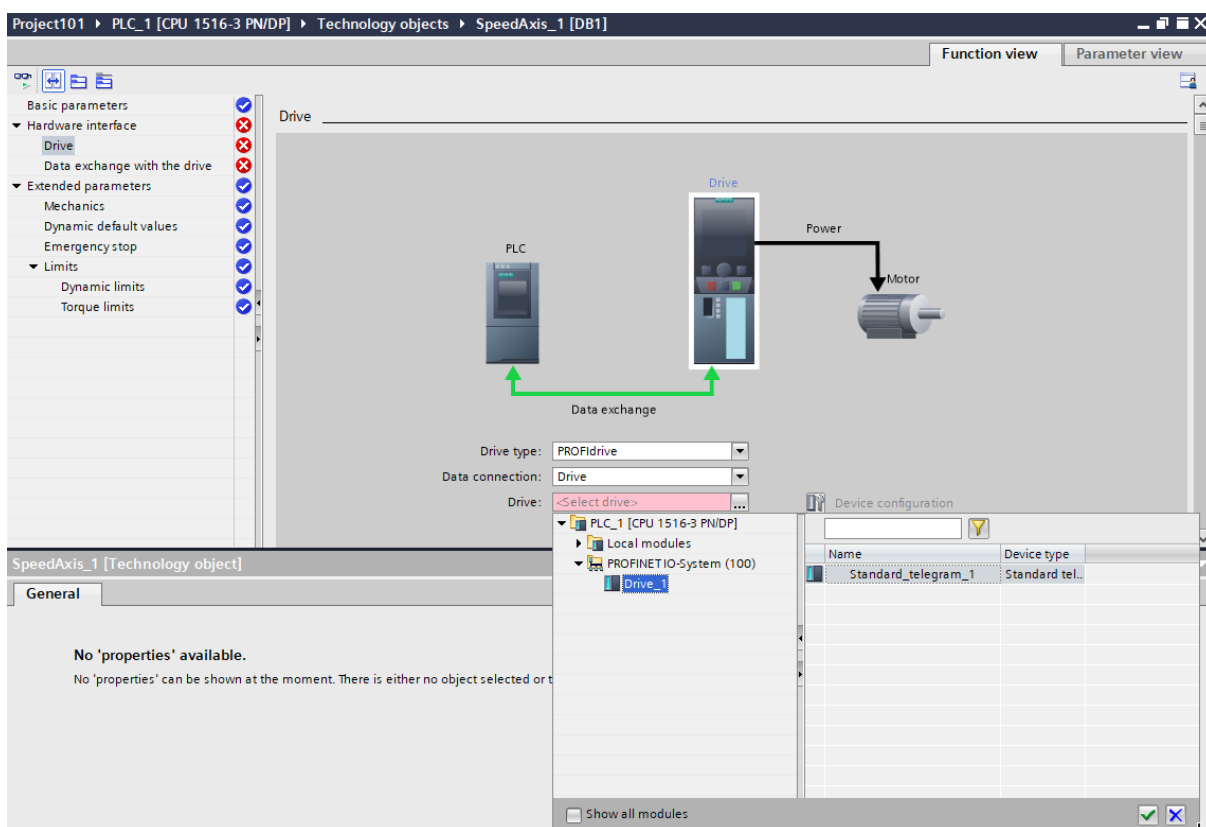 Project101 ▸ PLC_1 [CPU 1516-3 PN/DP] ▸ Technology objects ▸ SpeedAxis_1 [DB1]
Function view
Parameter view
Basic parameters
Hardware interface
Drive
Data exchange with the drive
Extended parameters
Mechanics
Dynamic default values
Emergency stop
Limits
Dynamic limits
Torque limits
Drive
Drive
PLC
Power
Motor
Data exchange
Drive type: PROFIdrive
Data connection: Drive
Drive: <Select drive> ...
Device configuration
PLC_1 [CPU 1516-3 PN/DP]
Local modules
PROFINET IO-System (100)
Drive_1
Name Device type
Standard_telegram_1 Standard tel..
Show all modules
SpeedAxis_1 [Technology object]
General
No 'properties' available.
No 'properties' can be shown at the moment. There is either no object selected or t